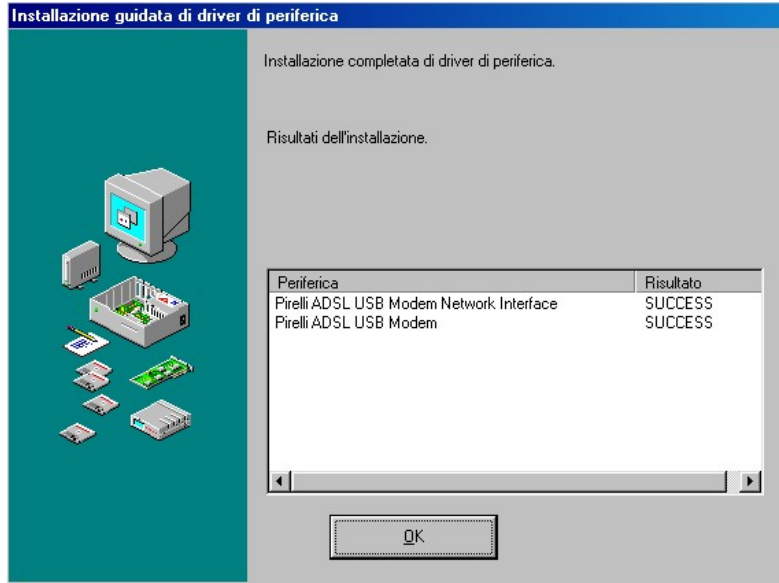 Installazione guidata di driver di periferica
Installazione completata di driver di periferica.
Risultati dell'installazione.
Periferica Risultato
Pirelli ADSL USB Modem Network Interface SUCCESS
Pirelli ADSL USB Modem SUCCESS
OK